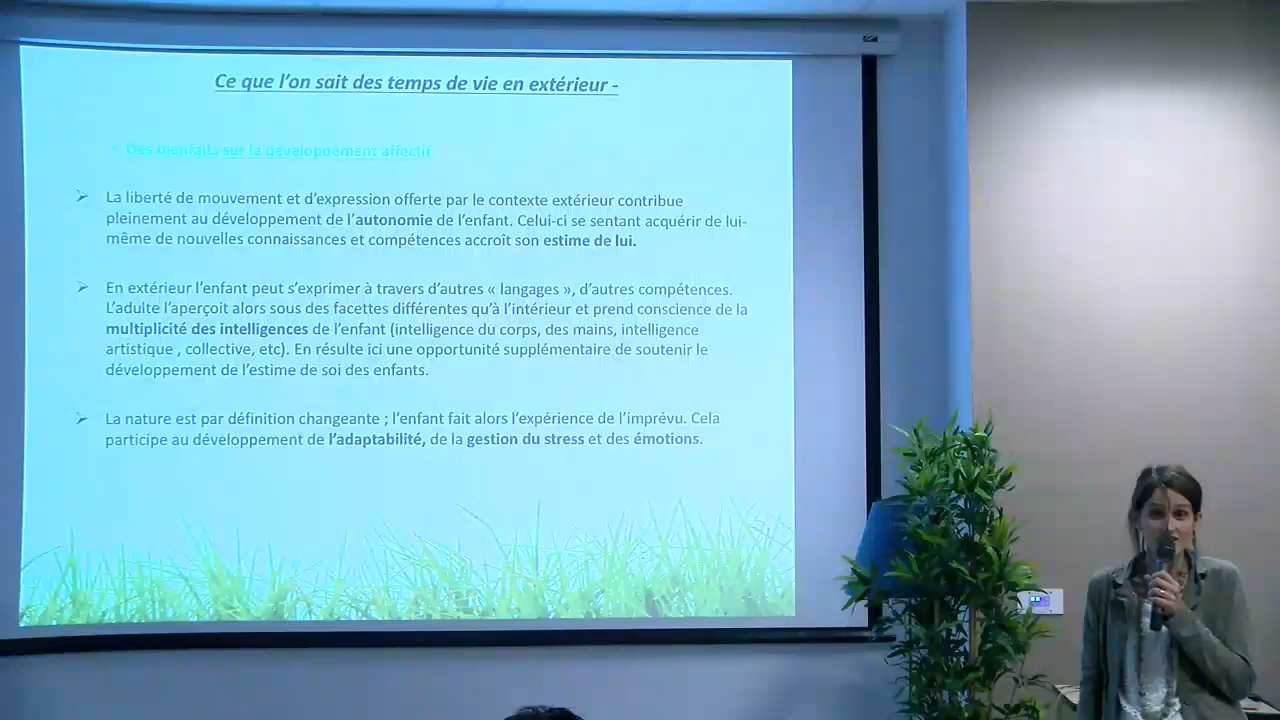 Ce que l'on sait des temps de vie en extérieur -
• Des bienfaits sur le développement affectif
➢ La liberté de mouvement et d'expression offerte par le contexte extérieur contribue
pleinement au développement de l'autonomie de l'enfant. Celui-ci se sentant acquérir de lui-
même de nouvelles connaissances et compétences accroît son estime de lui.
➢ En extérieur l'enfant peut s'exprimer à travers d'autres « langages », d'autres compétences.
L'adulte l'aperçoit alors sous des facettes différentes qu'à l'intérieur et prend conscience de la
multiplicité des intelligences de l'enfant (intelligence du corps, des mains, intelligence
artistique , collective, etc). En résulte ici une opportunité supplémentaire de soutenir le
développement de l'estime de soi des enfants.
➢ La nature est par définition changeante ; l'enfant fait alors l'expérience de l'imprévu. Cela
participe au développement de l'adaptabilité, de la gestion du stress et des émotions.